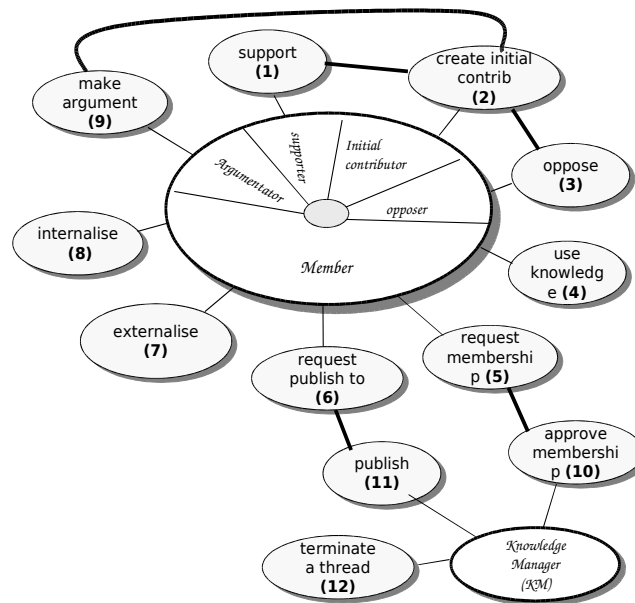 support
(1)
create initial
contrib
(2)
make
argument
(9)
supporter
Initial
contributor
Argumentator
oppose
(3)
opposer
internalise
(8)
Member
use
knowledg
e (4)
externalise
(7)
request
publish to
(6)
request
membershi
p (5)
approve
membershi
p (10)
publish
(11)
terminate
a thread
(12)
Knowledge
Manager
(KM)